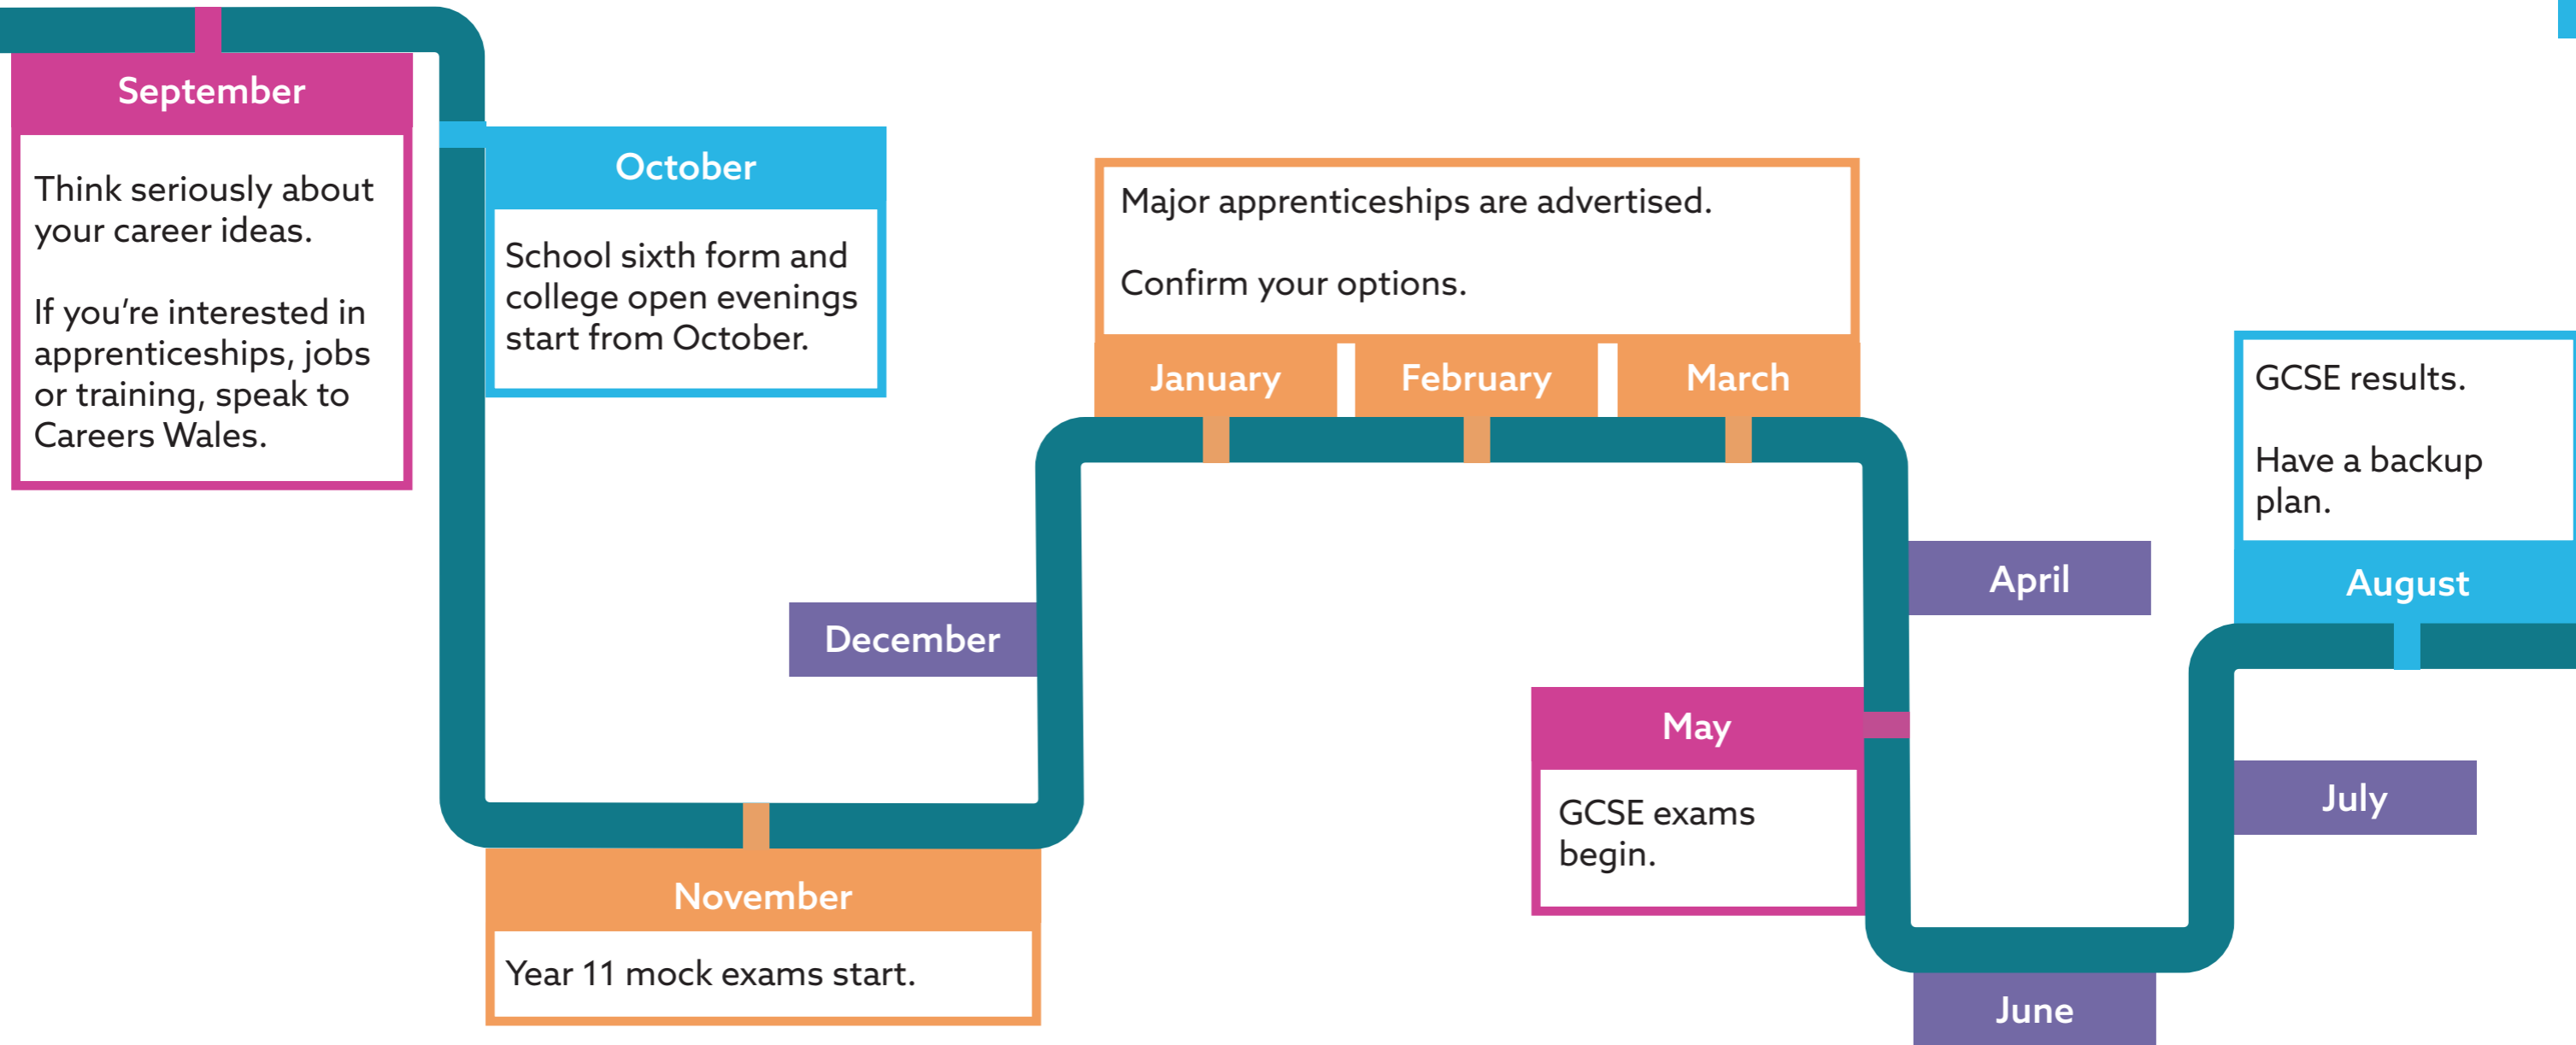 September
Think seriously about
your career ideas.
If you're interested in
apprenticeships, jobs
or training, speak to
Careers Wales.
October
School sixth form and
college open evenings
start from October.
November
Year 11 mock exams start.
December
Major apprenticeships are advertised.
Confirm your options.
January
February
March
April
May
GCSE exams
begin.
June
July
GCSE results.
Have a backup
plan.
August